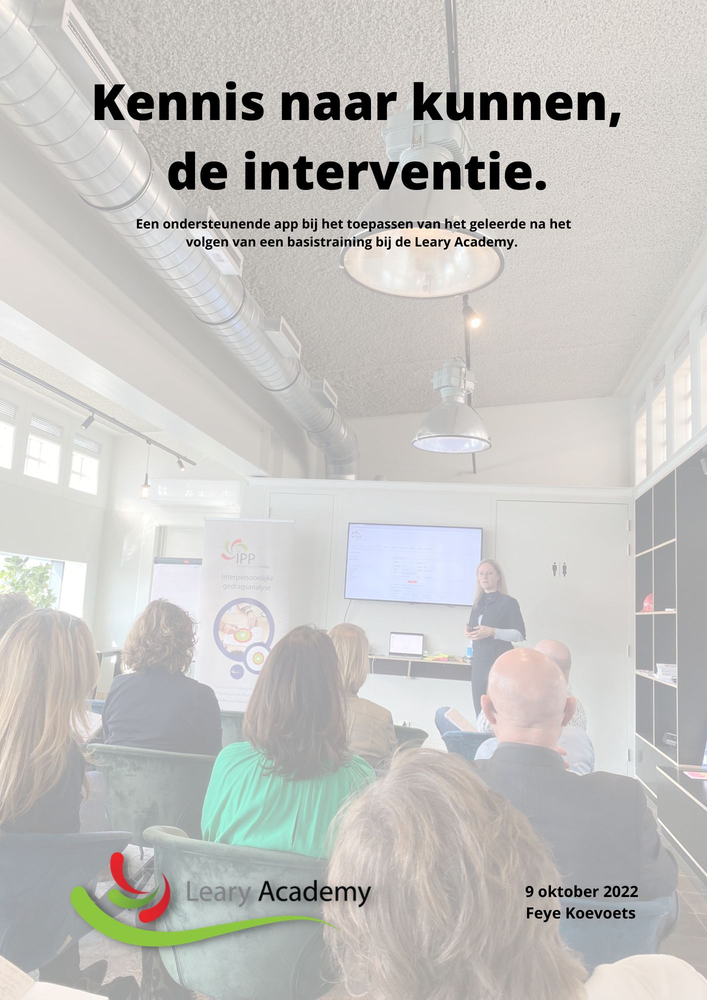 Kennis naar kunnen,
de interventie.
Een ondersteunende app bij het toepassen van het geleerde na het
volgen van een basistraining bij de Leary Academy.
IPP
IPP
Interpersoonlijke
gedragsanalyse
Leary Academy
9 oktober 2022
Feye Koevoets